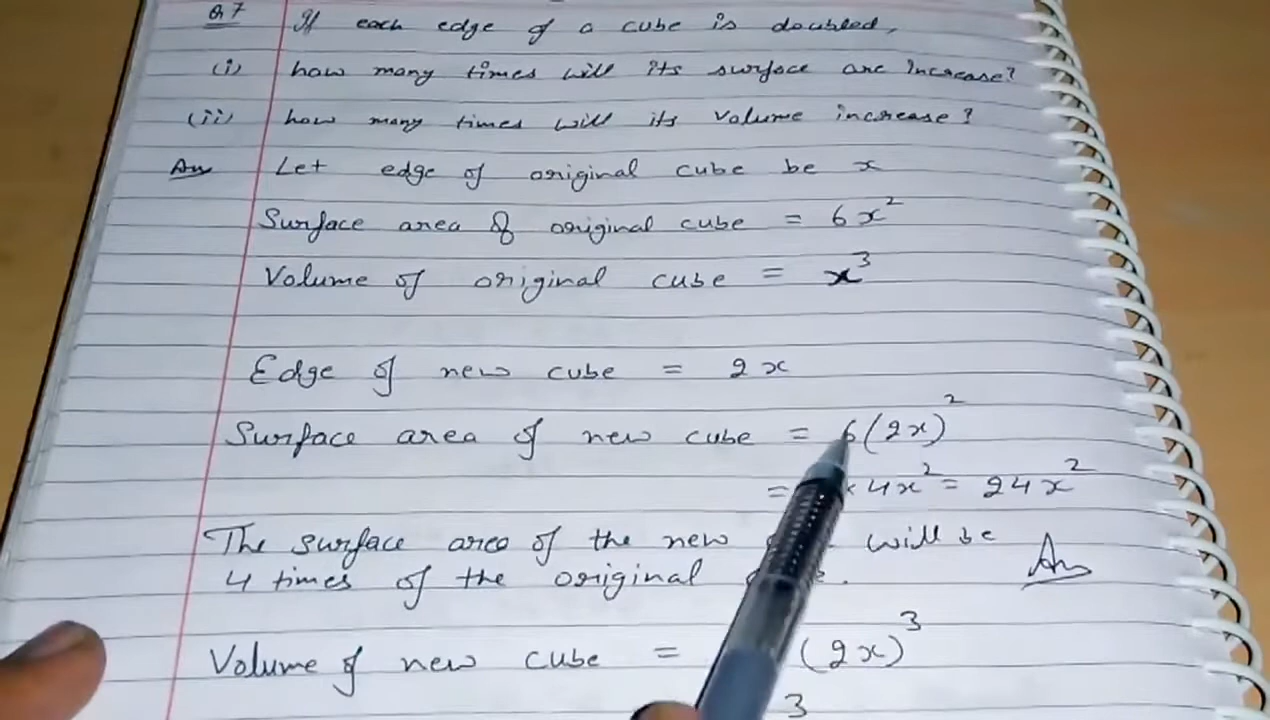 Q7 If each edge of a cube is doubled,
(i) how many times will its surface are increase?
(ii) how many times will its volume increase?
Ans Let edge of original cube be x
Surface area of original cube = 6x²
Volume of original cube = x³
Edge of new cube = 2x
Surface area of new cube = 6(2x)²
= 4x² = 24x²
The surface area of the new will be
4 times of the original . Ans
Volume of new cube = (2x)³
3